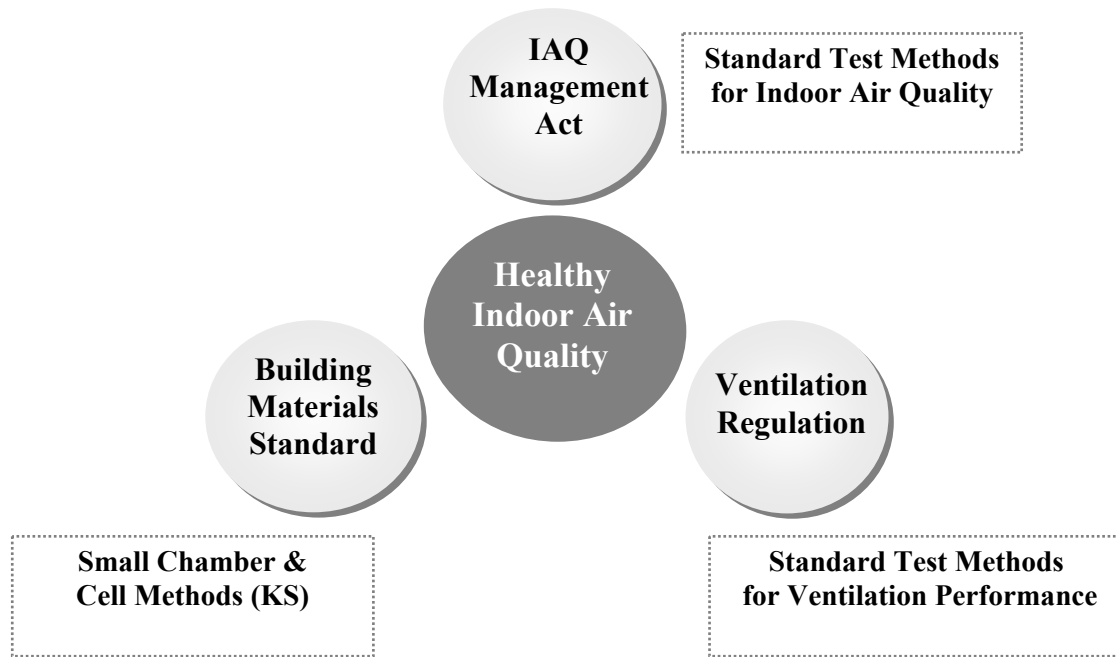 IAQ
Management
Act
Standard Test Methods
for Indoor Air Quality
Healthy
Indoor Air
Quality
Building
Materials
Standard
Ventilation
Regulation
Small Chamber &
Cell Methods (KS)
Standard Test Methods
for Ventilation Performance